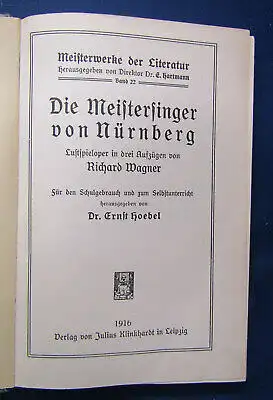 Meisterwerke der Literatur
Herausgegeben von Direktor Dr. E. Hartmann
Band 22
Die Meistersinger
von Nürnberg
Lustspieloper in drei Aufzügen von
Richard Wagner
Für den Schulgebrauch und zum Selbstunterricht
herausgegeben von
Dr. Ernst Hoebel
1916
Verlag von Julius Klinkhardt in Leipzig